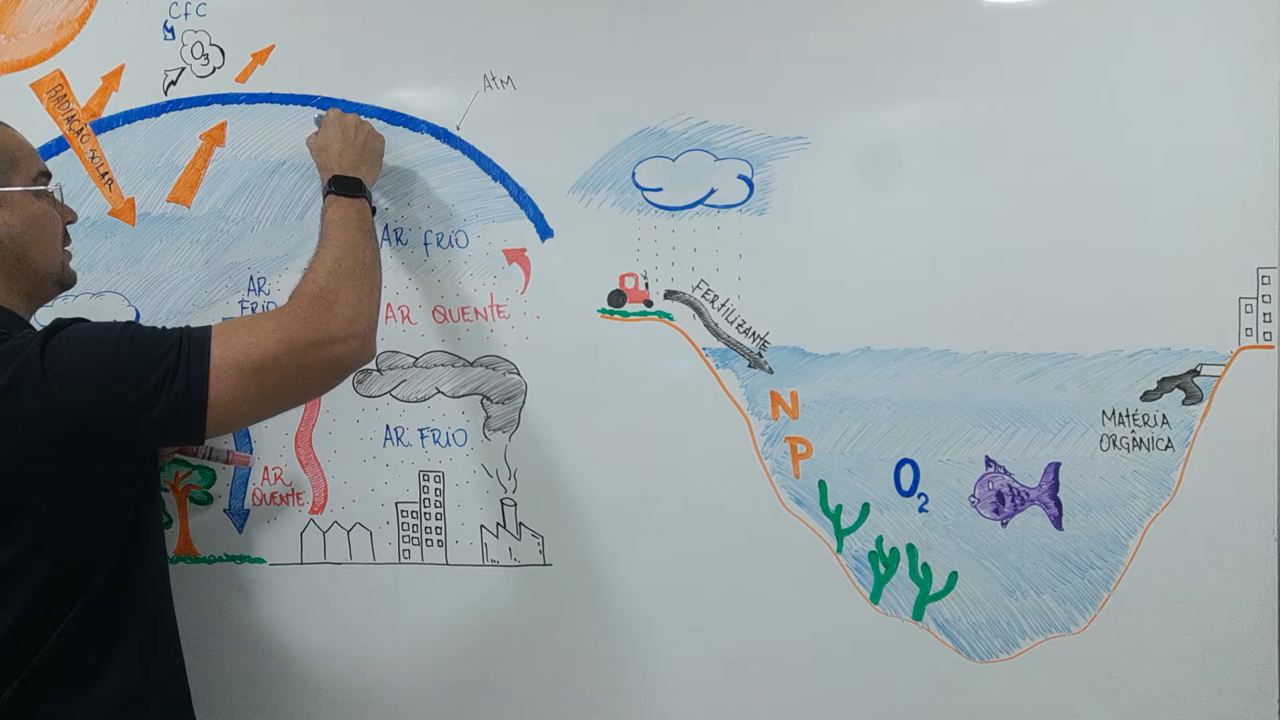 CFC
O3
ATM
RADIAÇÃO SOLAR
AR FRIO
AR
FRIO
AR QUENTE
AR FRIO
AR
QUENTE
FERTILIZANTE
N
P
O2
MATÉRIA
ORGÂNICA